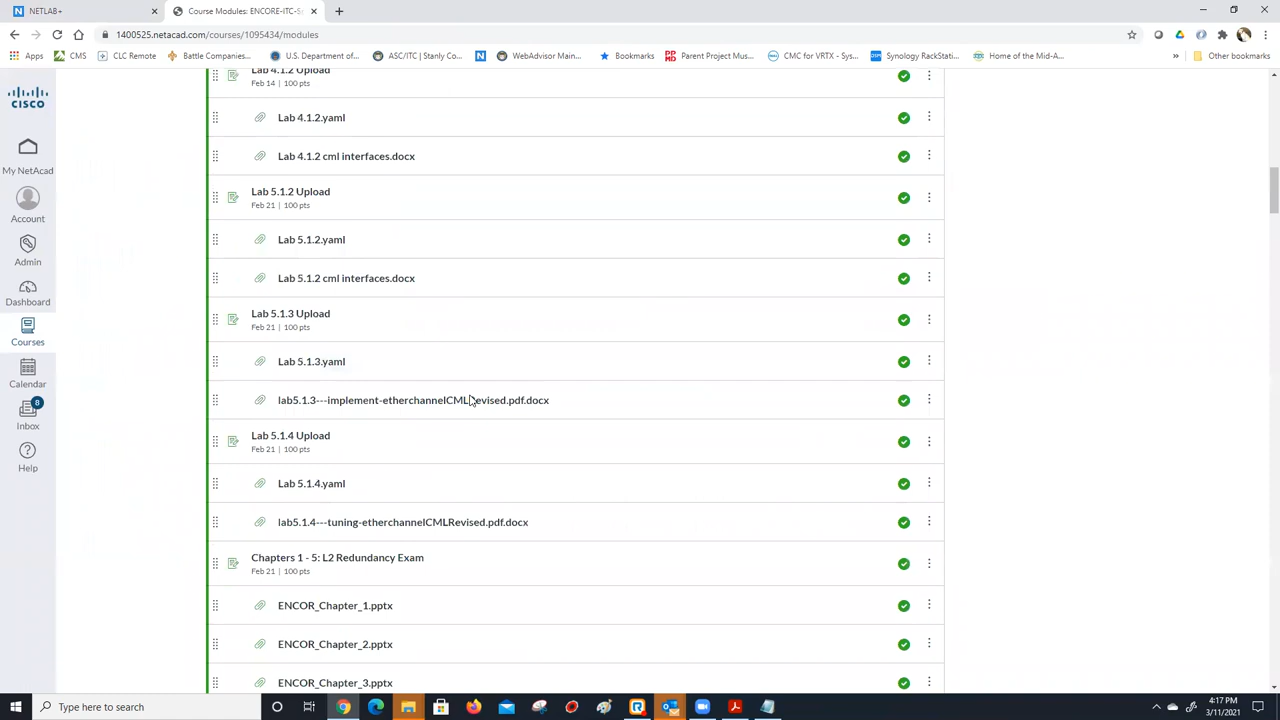 NETLAB+
Course Modules: ENCORE-ITC-S
1400525.netacad.com/courses/1095434/modules
Apps
CMS
CLC Remote
Battle Companies...
U.S. Department of...
ASC/ITC | Stanly Co...
WebAdvisor Main...
Bookmarks
Parent Project Mus...
CMC for VRTX - Sys...
Synology RackStati...
Home of the Mid-A...
»
Other bookmarks
cisco
My NetAcad
Account
Admin
Dashboard
Courses
Calendar
8
Inbox
Help
Lab 4.1.2 Upload
Feb 14 | 100 pts
Lab 4.1.2.yaml
Lab 4.1.2 cml interfaces.docx
Lab 5.1.2 Upload
Feb 21 | 100 pts
Lab 5.1.2.yaml
Lab 5.1.2 cml interfaces.docx
Lab 5.1.3 Upload
Feb 21 | 100 pts
Lab 5.1.3.yaml
lab5.1.3---implement-etherchannelCMLRevised.pdf.docx
Lab 5.1.4 Upload
Feb 21 | 100 pts
Lab 5.1.4.yaml
lab5.1.4---tuning-etherchannelCMLRevised.pdf.docx
Chapters 1 - 5: L2 Redundancy Exam
Feb 21 | 100 pts
ENCOR_Chapter_1.pptx
ENCOR_Chapter_2.pptx
ENCOR_Chapter_3.pptx
Type here to search
4:17 PM
3/11/2021